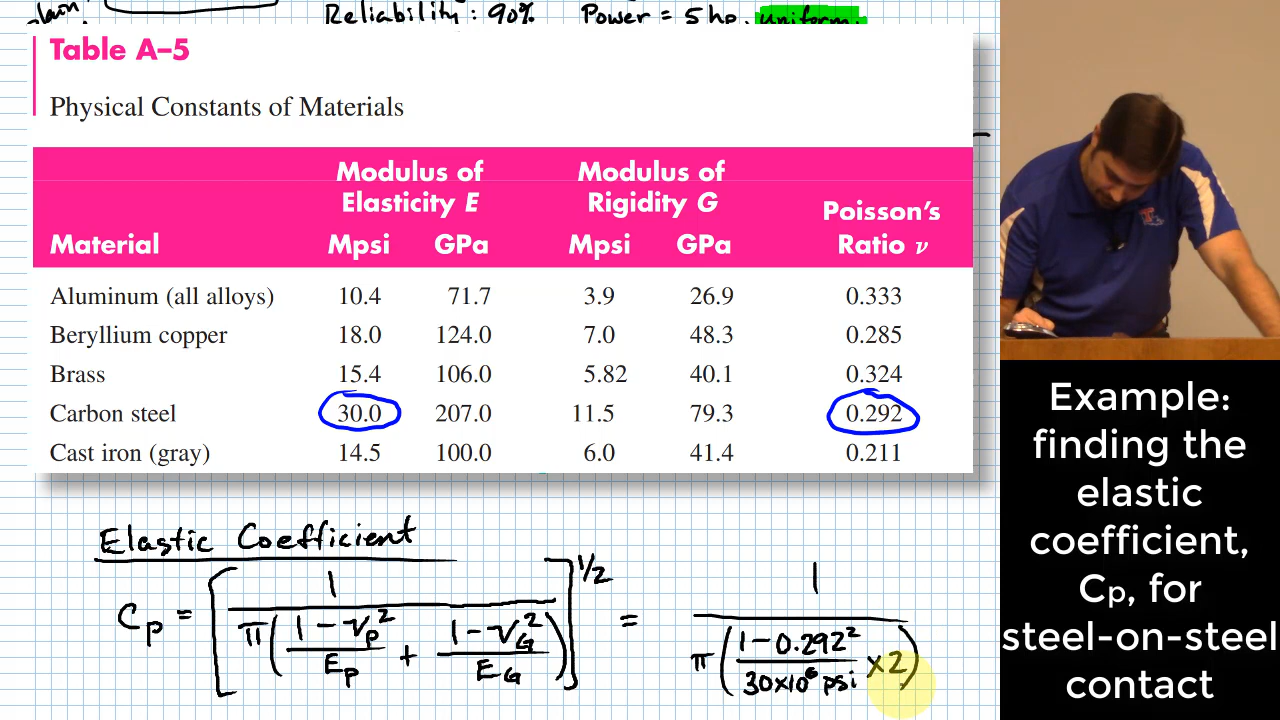 Reliability: 90% Power = 5 hp, uniform,
Table A–5
Physical Constants of Materials
Material Modulus of Elasticity E Mpsi GPa Modulus of Rigidity G Mpsi GPa Poisson's Ratio ν
Aluminum (all alloys) 10.4 71.7 3.9 26.9 0.333
Beryllium copper 18.0 124.0 7.0 48.3 0.285
Brass 15.4 106.0 5.82 40.1 0.324
Carbon steel 30.0 207.0 11.5 79.3 0.292
Cast iron (gray) 14.5 100.0 6.0 41.4 0.211
Elastic Coefficient
Cp = [1 / π((1-νp²)/Ep + (1-νG²)/EG)]^1/2 = 1 / π((1-0.292²)/(30×10⁶ psi) ×2)
Example:
finding the
elastic
coefficient,
Cp, for
steel-on-steel
contact